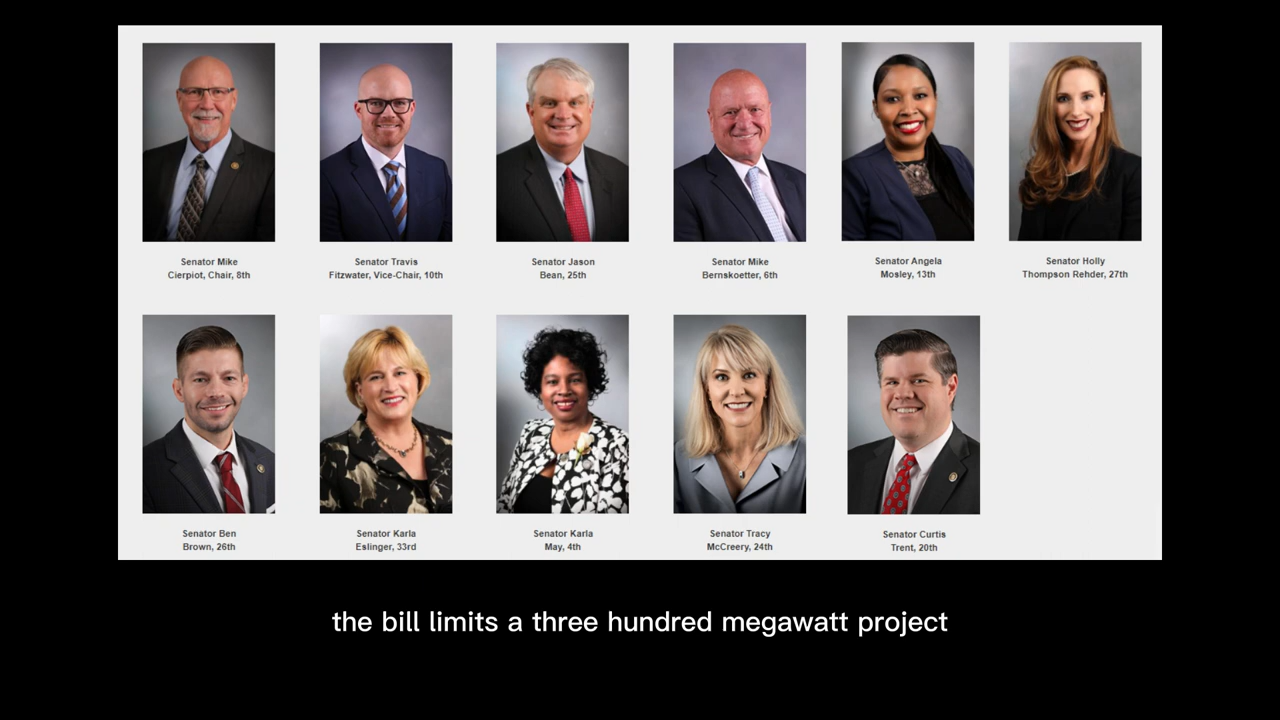 Senator Mike
Cierpiot, Chair, 8th
Senator Travis
Fitzwater, Vice-Chair, 10th
Senator Jason
Bean, 25th
Senator Mike
Bernskoetter, 6th
Senator Angela
Mosley, 13th
Senator Holly
Thompson Rehder, 27th
Senator Ben
Brown, 26th
Senator Karla
Eslinger, 33rd
Senator Karla
May, 4th
Senator Tracy
McCreery, 24th
Senator Curtis
Trent, 20th
the bill limits a three hundred megawatt project